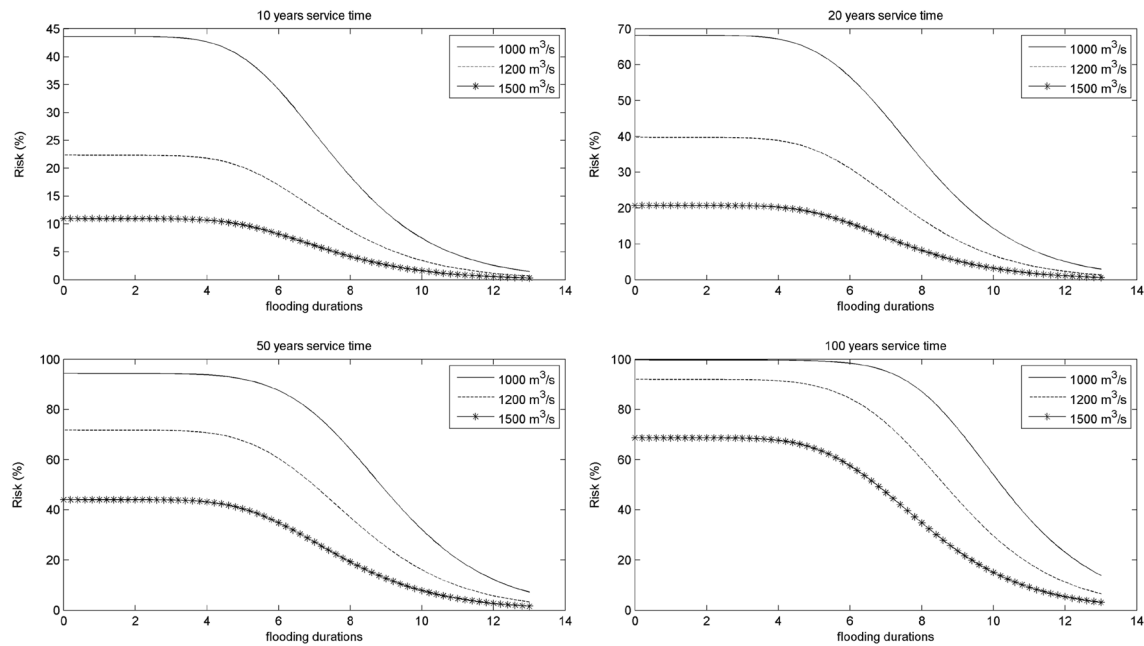 10 years service time
45
40
35
30
25
20
15
10
5
0
Risk (%)
0 2 4 6 8 10 12 14
flooding durations
1000 m³/s
1200 m³/s
1500 m³/s
20 years service time
70
60
50
40
30
20
10
0
Risk (%)
0 2 4 6 8 10 12 14
flooding durations
1000 m³/s
1200 m³/s
1500 m³/s
50 years service time
100
80
60
40
20
0
Risk (%)
0 2 4 6 8 10 12 14
flooding durations
1000 m³/s
1200 m³/s
1500 m³/s
100 years service time
100
80
60
40
20
0
Risk (%)
0 2 4 6 8 10 12 14
flooding durations
1000 m³/s
1200 m³/s
1500 m³/s